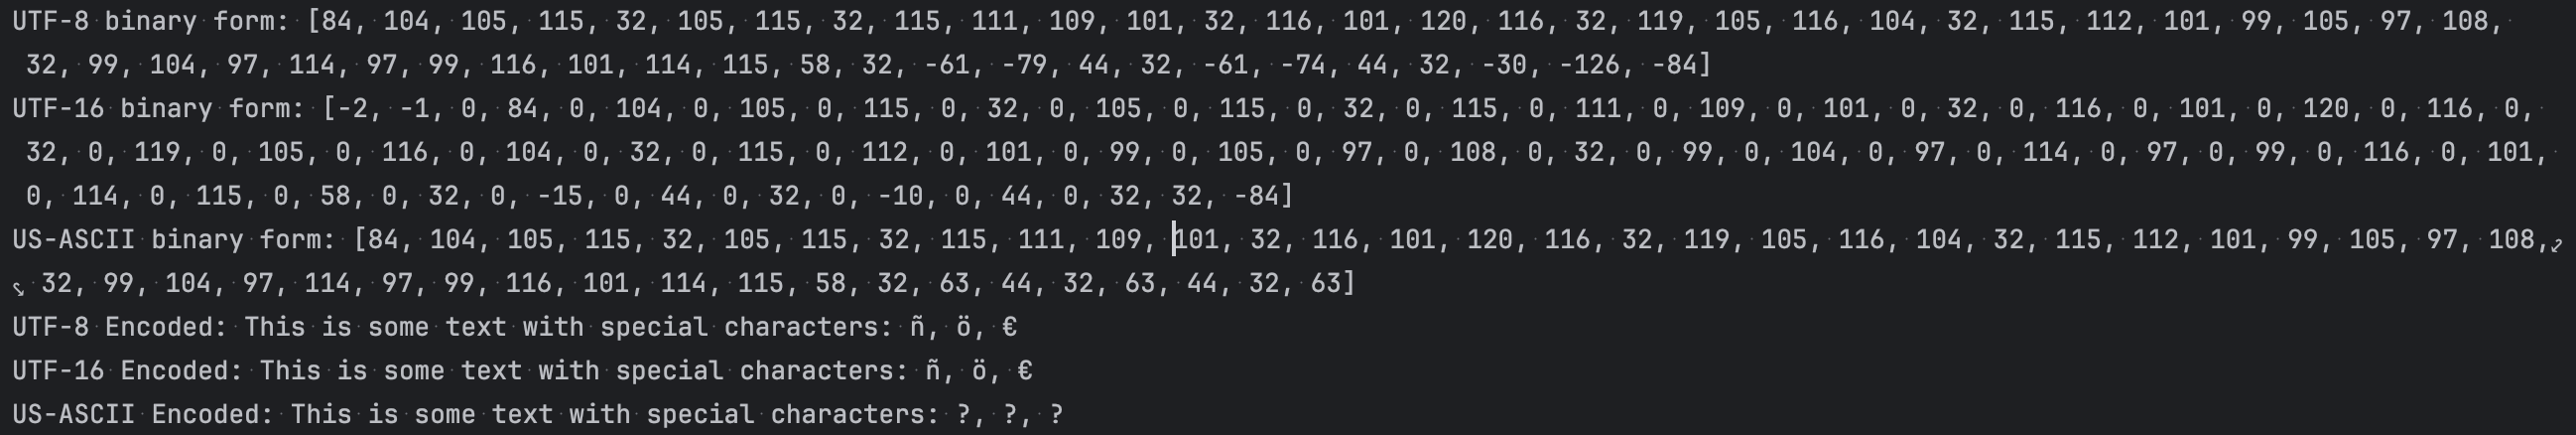 UTF-8 binary form: [84, 104, 105, 115, 32, 105, 115, 32, 115, 111, 109, 101, 32, 116, 101, 120, 116, 32, 119, 105, 116, 104, 32, 115, 112, 101, 99, 105, 97, 108,
32, 99, 104, 97, 114, 97, 99, 116, 101, 114, 115, 58, 32, -61, -79, 44, 32, -61, -74, 44, 32, -30, -126, -84]
UTF-16 binary form: [-2, -1, 0, 84, 0, 104, 0, 105, 0, 115, 0, 32, 0, 105, 0, 115, 0, 32, 0, 115, 0, 111, 0, 109, 0, 101, 0, 32, 0, 116, 0, 101, 0, 120, 0, 116, 0,
32, 0, 119, 0, 105, 0, 116, 0, 104, 0, 32, 0, 115, 0, 112, 0, 101, 0, 99, 0, 105, 0, 97, 0, 108, 0, 32, 0, 99, 0, 104, 0, 97, 0, 114, 0, 97, 0, 99, 0, 116, 0, 101,
0, 114, 0, 115, 0, 58, 0, 32, 0, -15, 0, 44, 0, 32, 0, -10, 0, 44, 0, 32, 32, -84]
US-ASCII binary form: [84, 104, 105, 115, 32, 105, 115, 32, 115, 111, 109, 101, 32, 116, 101, 120, 116, 32, 119, 105, 116, 104, 32, 115, 112, 101, 99, 105, 97, 108,
32, 99, 104, 97, 114, 97, 99, 116, 101, 114, 115, 58, 32, 63, 44, 32, 63, 44, 32, 63]
UTF-8 Encoded: This is some text with special characters: ñ, ö, €
UTF-16 Encoded: This is some text with special characters: ñ, ö, €
US-ASCII Encoded: This is some text with special characters: ?, ?, ?